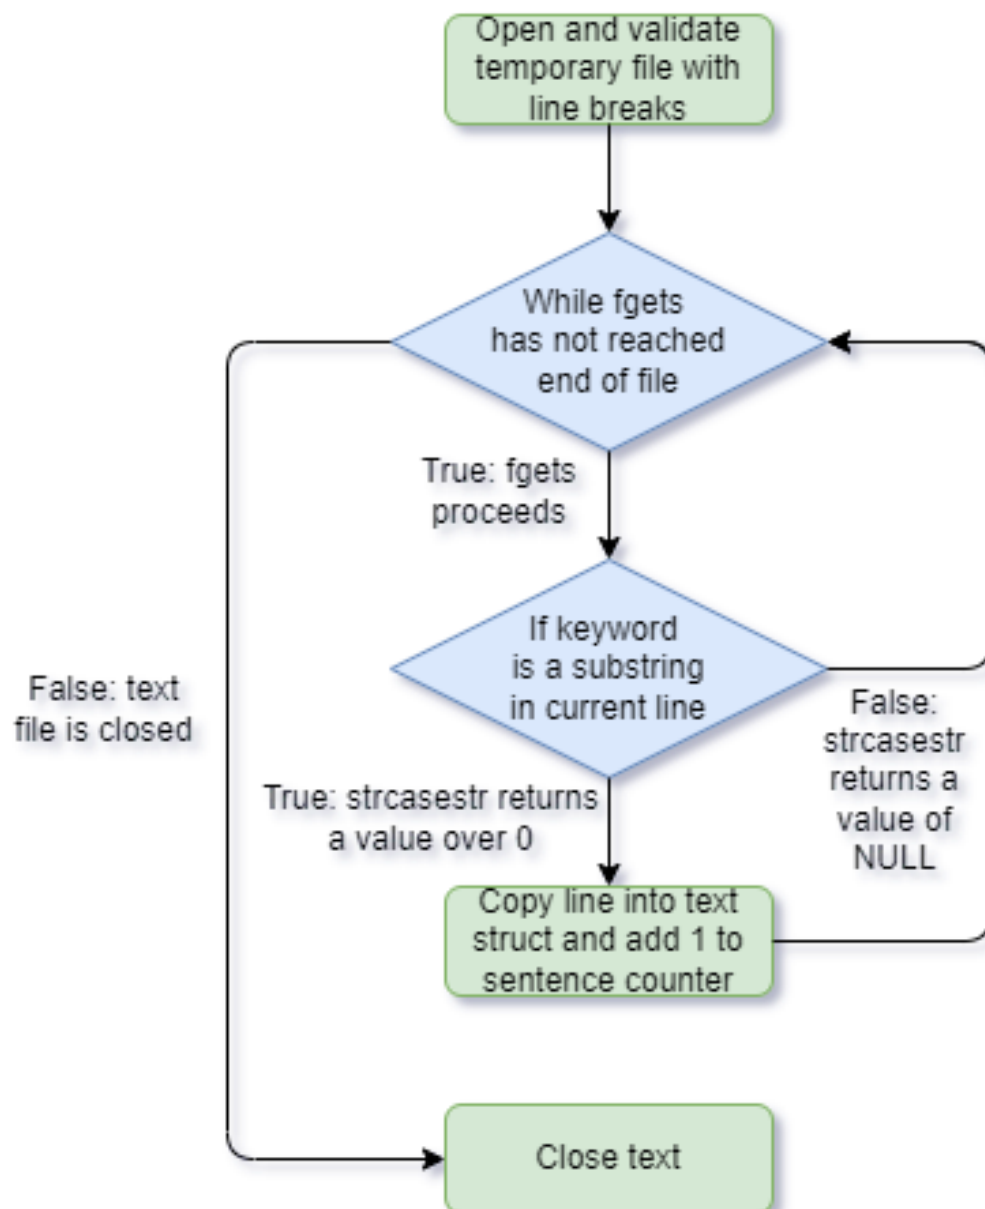 Open and validate
temporary file with
line breaks
While fgets
has not reached
end of file
True: fgets
proceeds
If keyword
is a substring
in current line
False: text
file is closed
False:
strcasestr
returns a
value of
NULL
True: strcasestr returns
a value over 0
Copy line into text
struct and add 1 to
sentence counter
Close text